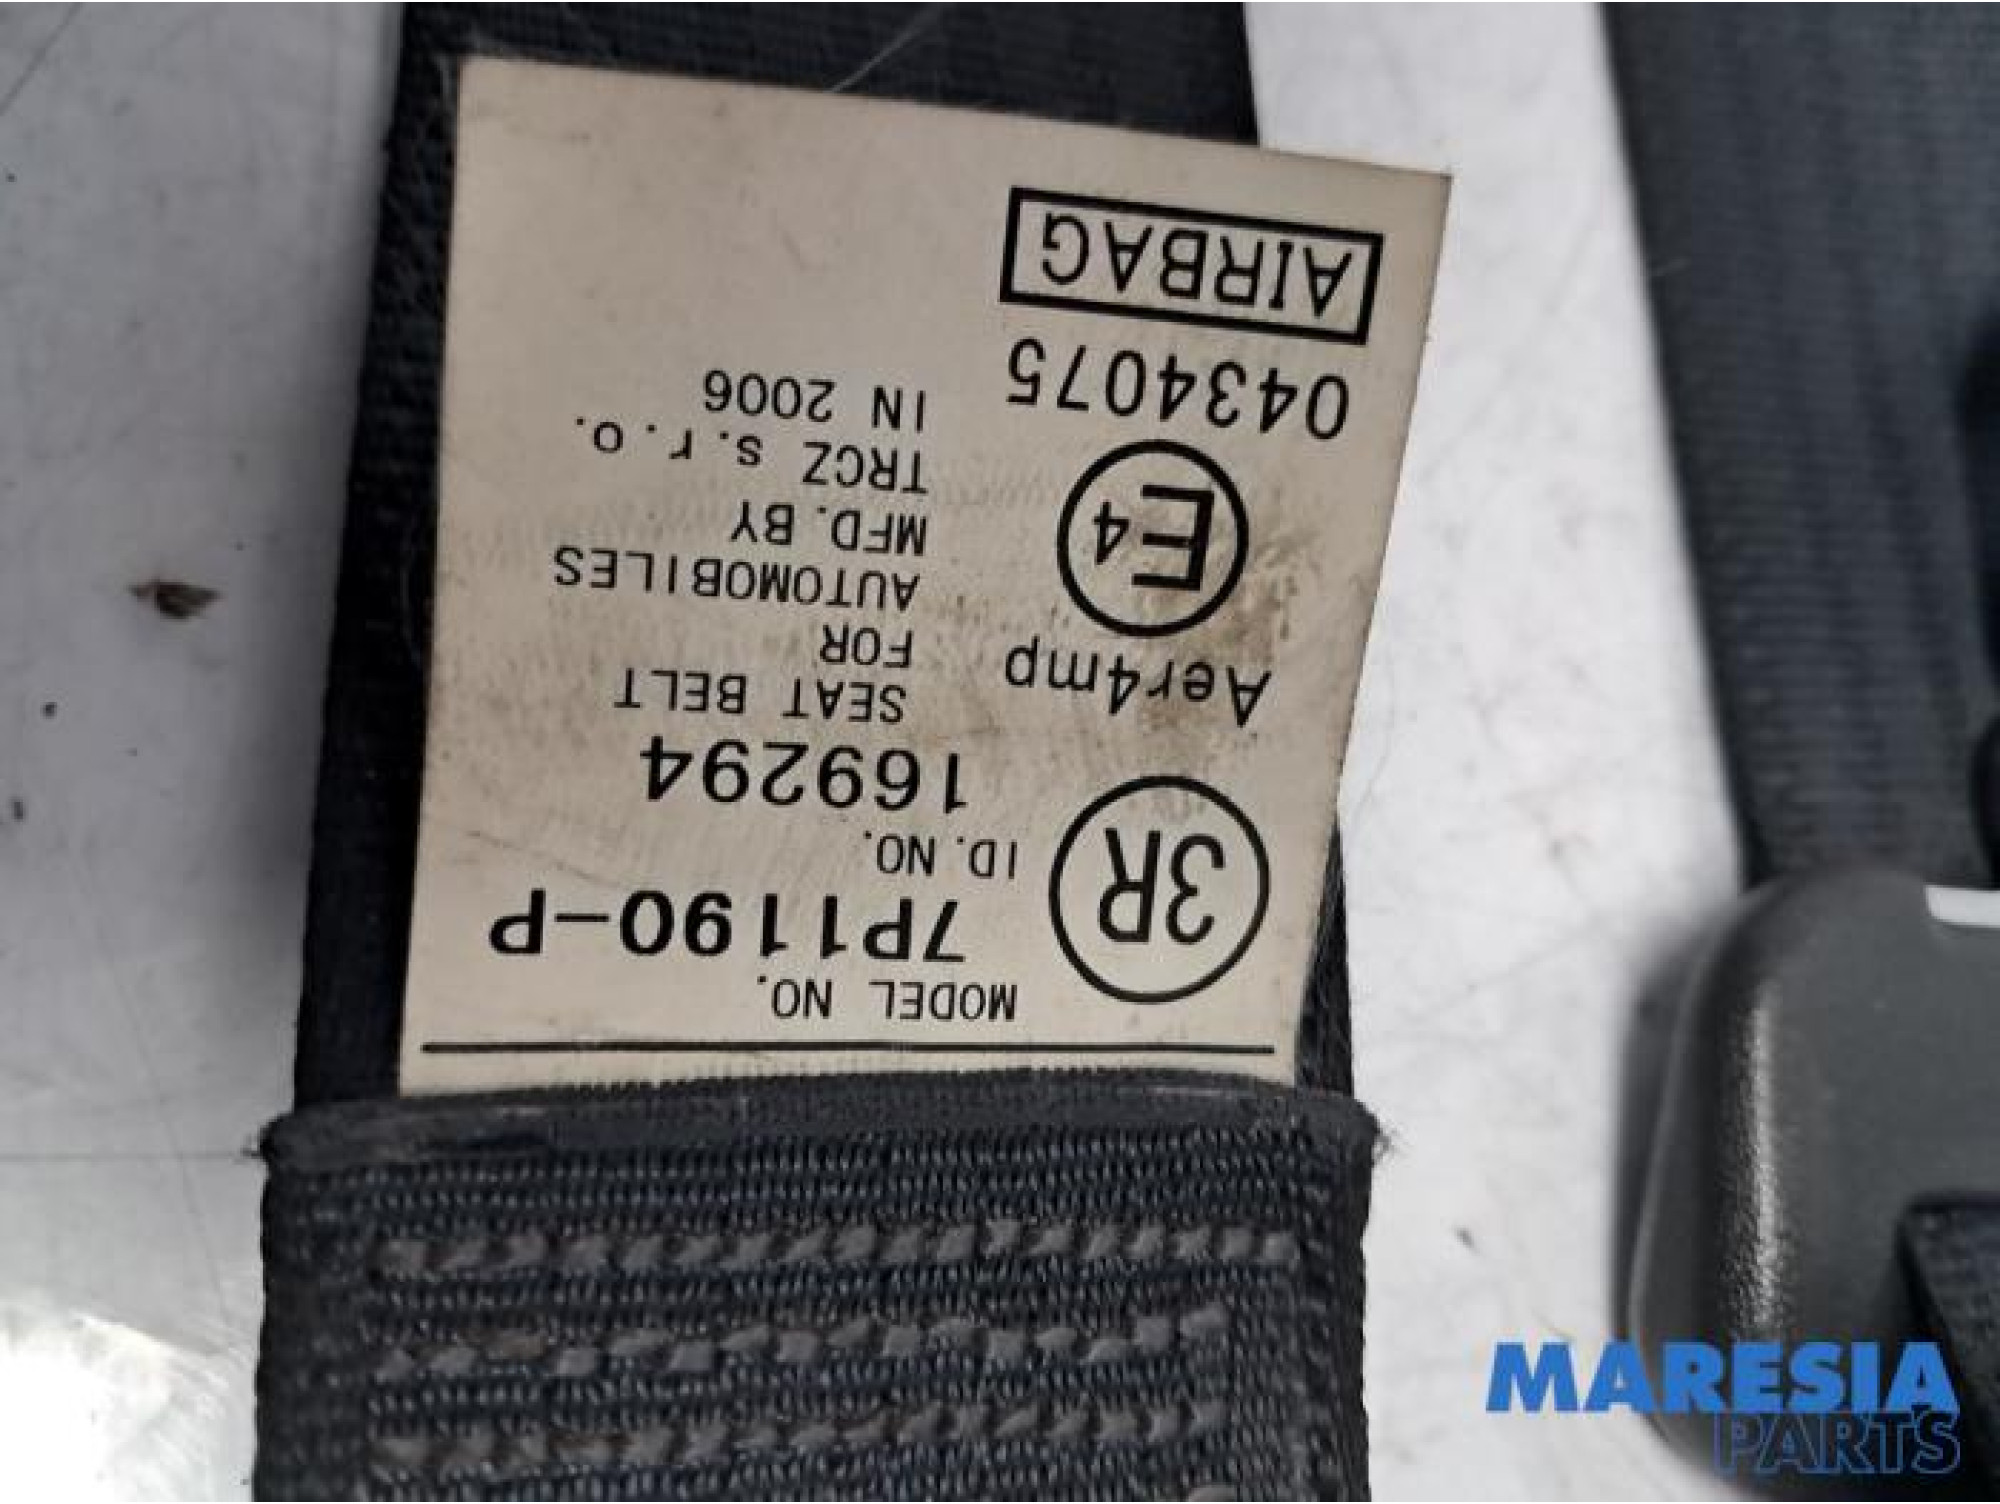 MODEL NO.
7P1190-P
3R
ID. NO.
169294
SEAT BELT
FOR
AUTOMOBILES
MFD. BY
TRCZ s.r.o.
IN 2006
Aer4mp
E4
0434075
AIRBAG
MARESIA
PARTS